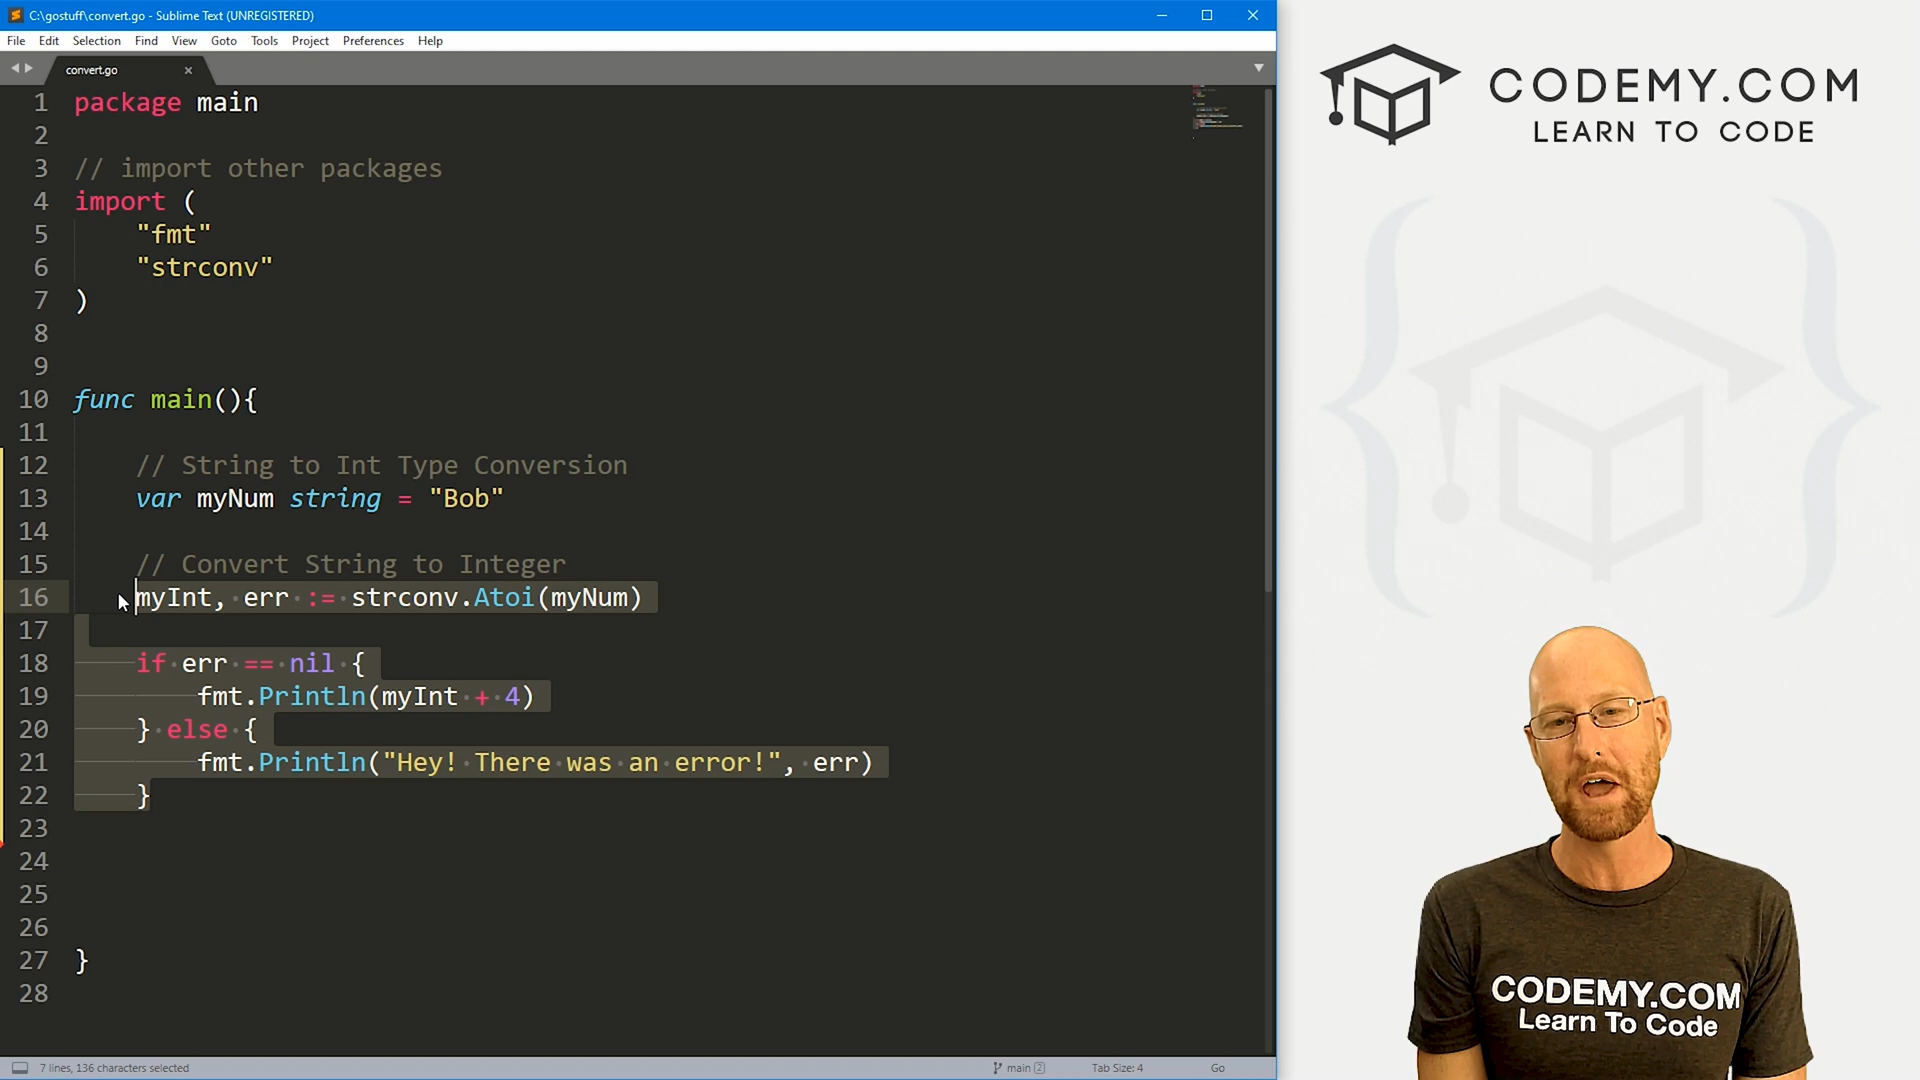 C:\gostuff\convert.go - Sublime Text (UNREGISTERED)
File Edit Selection Find View Goto Tools Project Preferences Help
convert.go
1 package main
2
3 // import other packages
4 import (
5 "fmt"
6 "strconv"
7 )
8
9
10 func main(){
11
12 // String to Int Type Conversion
13 var myNum string = "Bob"
14
15 // Convert String to Integer
16 myInt, err := strconv.Atoi(myNum)
17
18 if err == nil {
19 fmt.Println(myInt + 4)
20 } else {
21 fmt.Println("Hey! There was an error!", err)
22 }
23
24
25
26
27 }
28
7 lines, 136 characters selected
main 2
Tab Size: 4
Go
CODEMY.COM
LEARN TO CODE
CODEMY.COM
Learn To Code